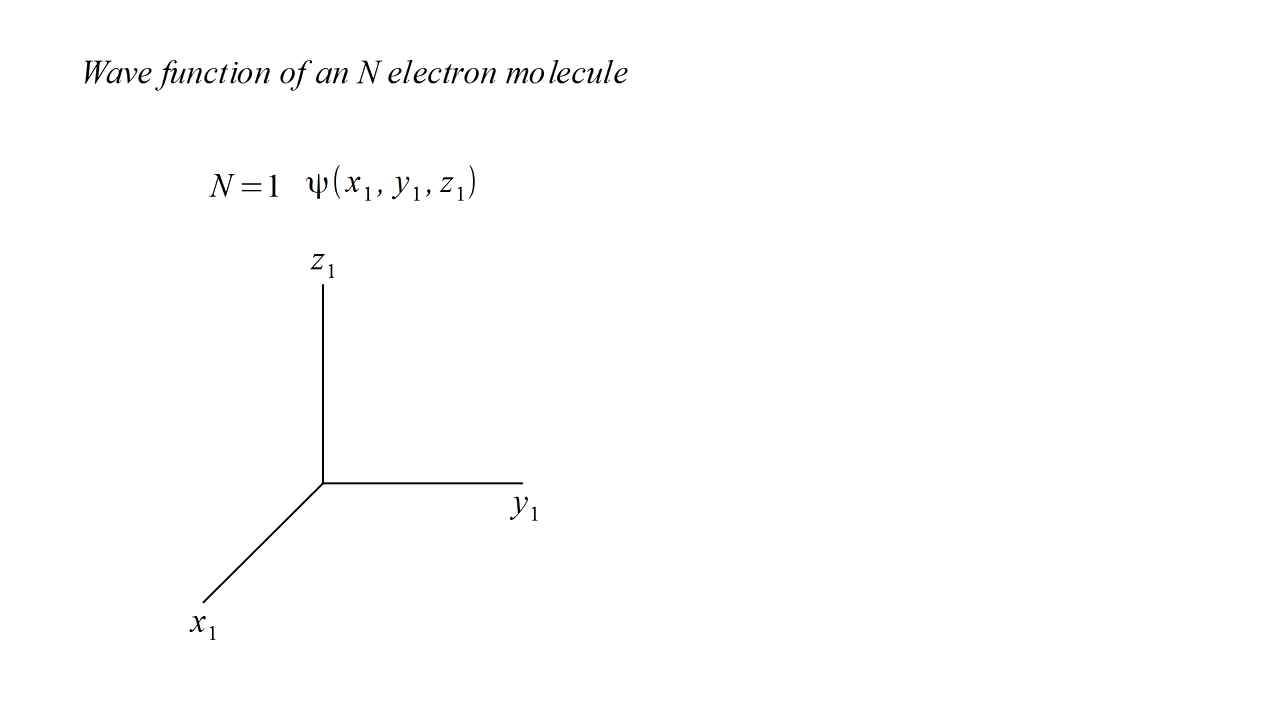 Wave function of an N electron molecule
N=1 ψ(x₁, y₁, z₁)
z₁
y₁
x₁